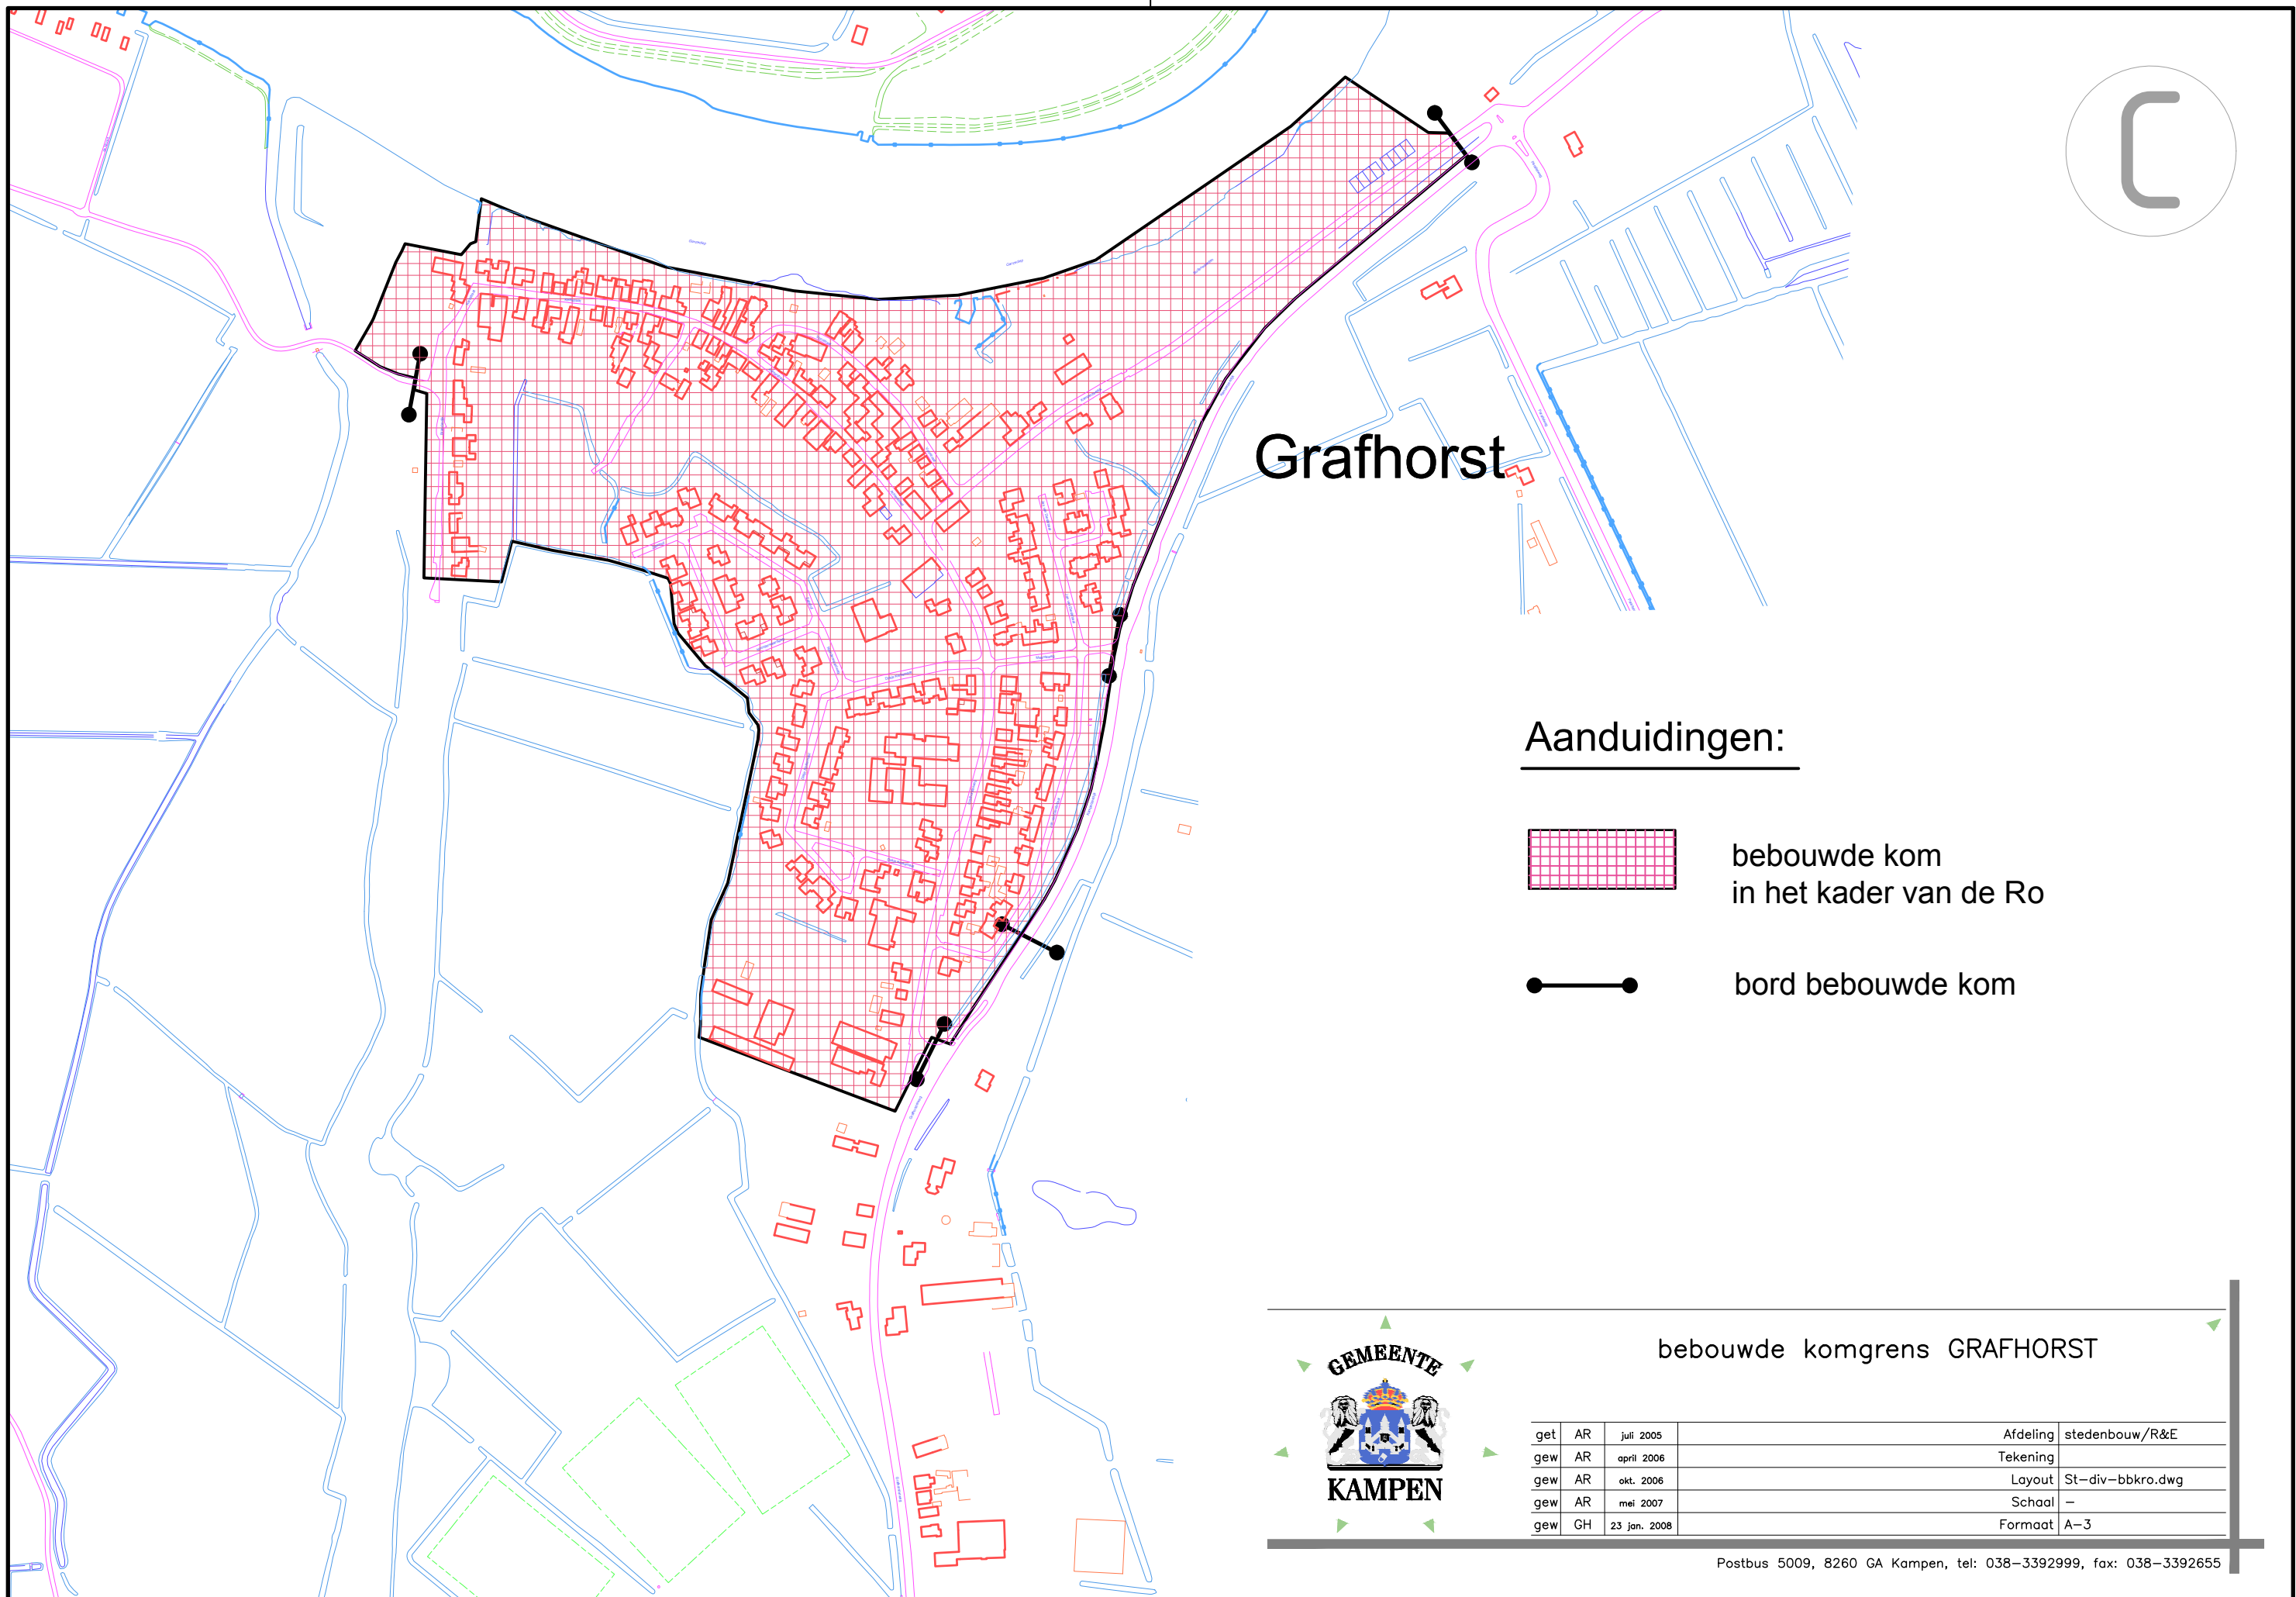 Grafhorst
Aanduidingen:
bebouwde kom
in het kader van de Ro
bord bebouwde kom
GEMEENTE
KAMPEN
bebouwde komgrens GRAFHORST
get AR juli 2005 Afdeling stedenbouw/R&E
gew AR april 2006 Tekening
gew AR okt. 2006 Layout St-div-bbkro.dwg
gew AR mei 2007 Schaal -
gew GH 23 jan. 2008 Formaat A-3
Postbus 5009, 8260 GA Kampen, tel: 038-3392999, fax: 038-3392655